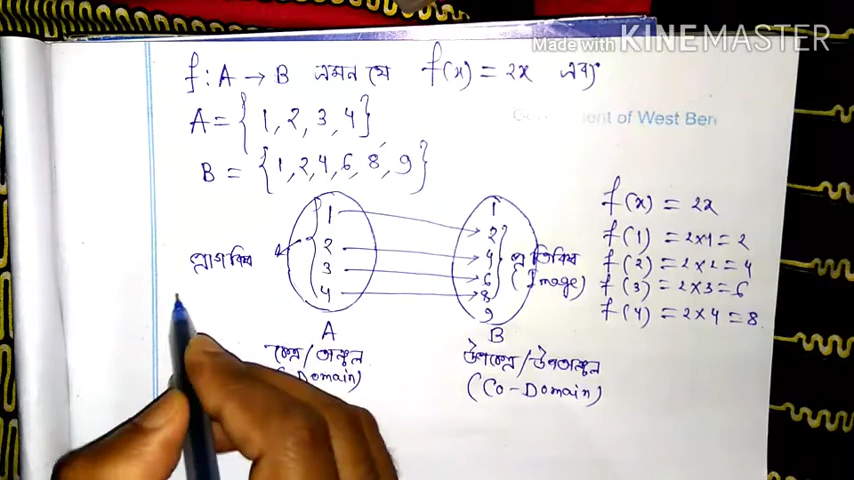 Made with KINEMASTER
f : A → B এমন যে f(x) = 2x এবং
A = {1, 2, 3, 4}
B = {1, 2, 4, 6, 8, 9}
ent of West Ben
f(x) = 2x
f(1) = 2×1 = 2
f(2) = 2×2 = 4
f(3) = 2×3 = 6
f(4) = 2×4 = 8
প্রাগবিম্ব
1
2
3
4
1
2
4
6
8
9
প্রতিবিম্ব
(Image)
A
B
ক্ষেত্র/অঞ্চল
Domain)
উপক্ষেত্র/উপঅঞ্চল
(Co-Domain)